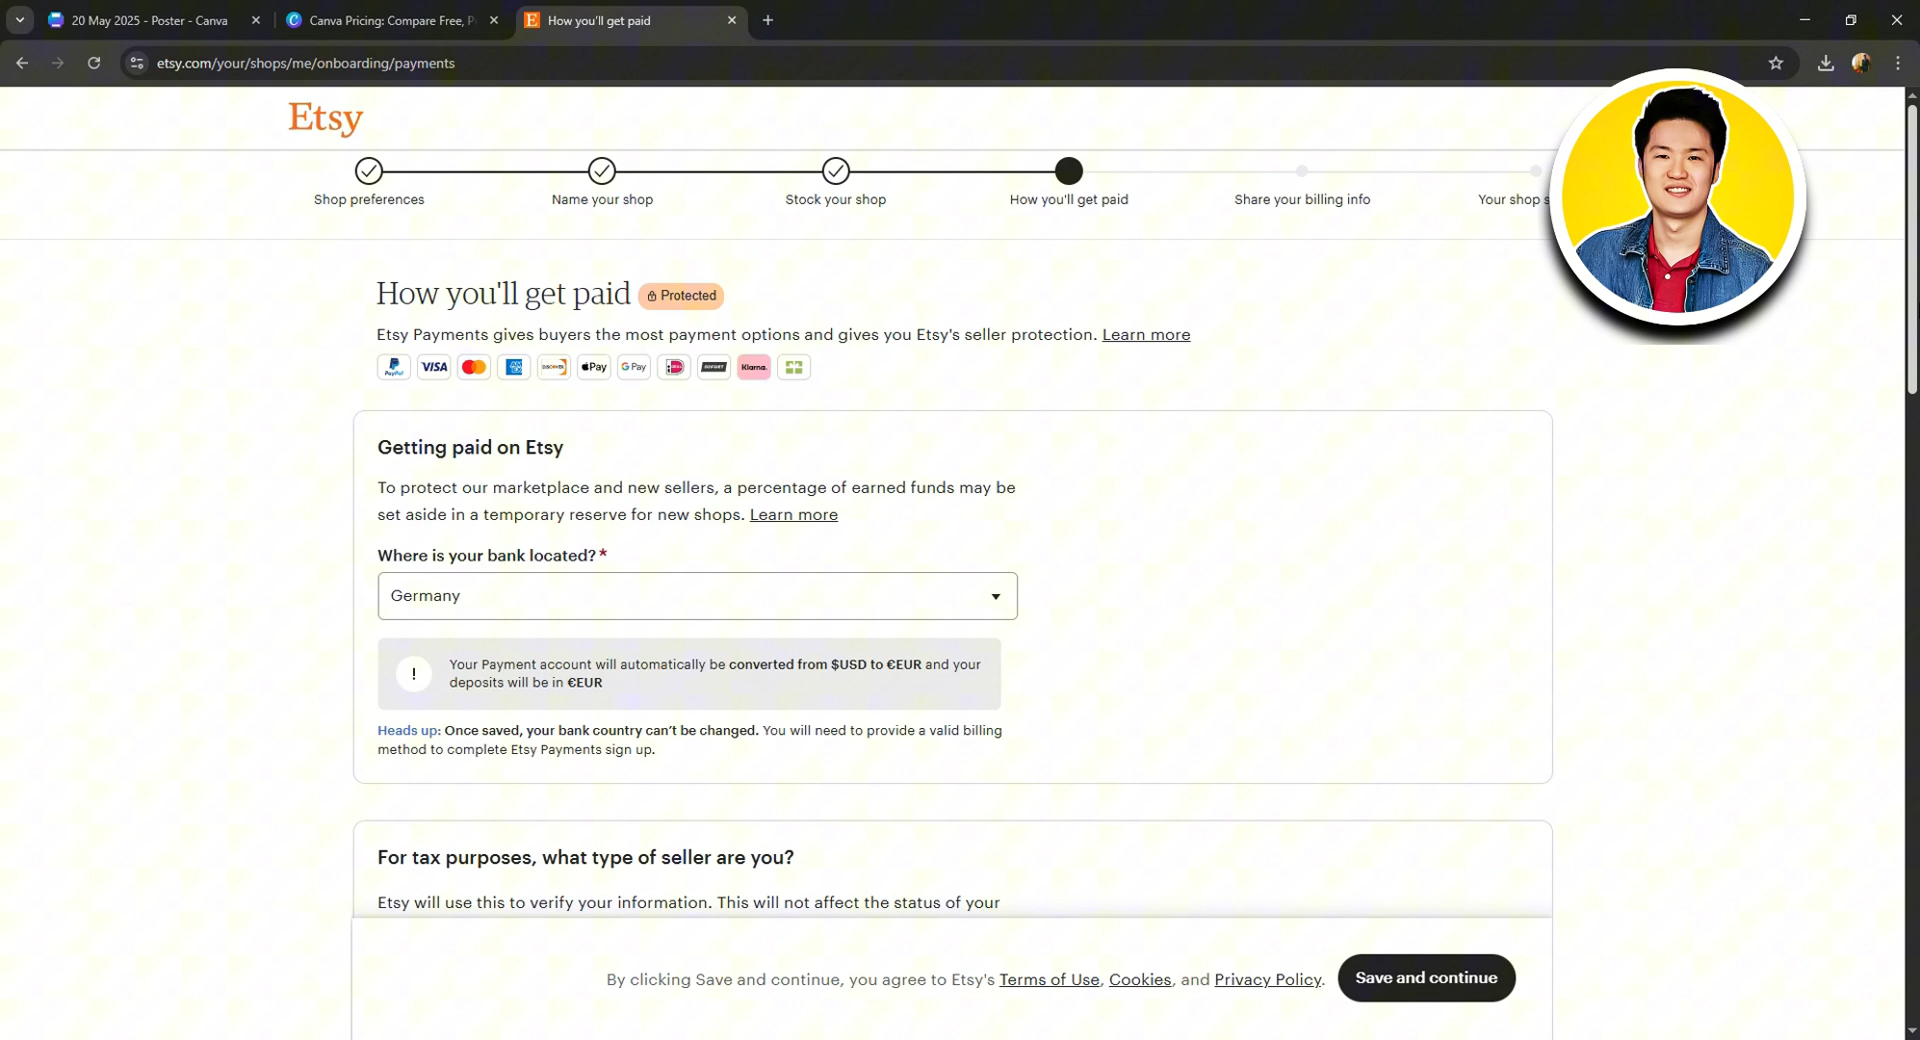 20 May 2025 - Poster - Canva
Canva Pricing: Compare Free, P
How you'll get paid
etsy.com/your/shops/me/onboarding/payments
Etsy
Shop preferences
Name your shop
Stock your shop
How you'll get paid
Share your billing info
Your shop s
How you'll get paid
Protected
Etsy Payments gives buyers the most payment options and gives you Etsy's seller protection. Learn more
PayPal VISA DISCOVER Pay G Pay iDEAL SOFORT Klarna.
Getting paid on Etsy
To protect our marketplace and new sellers, a percentage of earned funds may be
set aside in a temporary reserve for new shops. Learn more
Where is your bank located?*
Germany
! Your Payment account will automatically be converted from $USD to €EUR and your
deposits will be in €EUR
Heads up: Once saved, your bank country can’t be changed. You will need to provide a valid billing
method to complete Etsy Payments sign up.
For tax purposes, what type of seller are you?
Etsy will use this to verify your information. This will not affect the status of your
By clicking Save and continue, you agree to Etsy's Terms of Use, Cookies, and Privacy Policy.
Save and continue